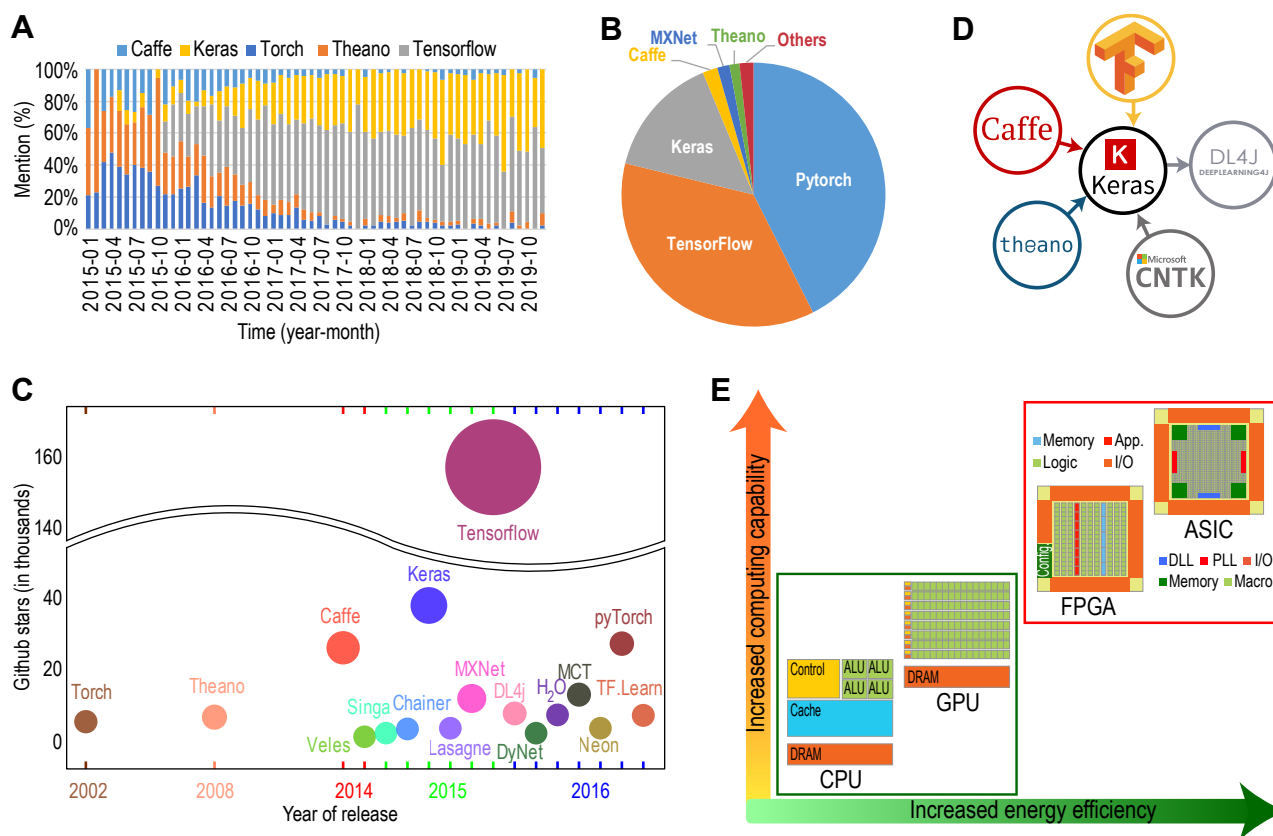 A
Caffe Keras Torch Theano Tensorflow
100%
80%
60%
40%
20%
0%
Mention (%)
2015-01
2015-04
2015-07
2015-10
2016-01
2016-04
2016-07
2016-10
2017-01
2017-04
2017-07
2017-10
2018-01
2018-04
2018-07
2018-10
2019-01
2019-04
2019-07
2019-10
Time (year-month)
B
MXNet
Theano
Caffe
Others
Keras
Pytorch
TensorFlow
D
Caffe
K
Keras
DL4J
DEEPLEARNING4J
theano
Microsoft
CNTK
C
Github stars (in thousands)
160
140
40
20
0
Tensorflow
Keras
Caffe
pyTorch
Torch
Theano
MXNet
MCT
Singa
Chainer
DL4j
H2O
TF.Learn
Veles
Lasagne
DyNet
Neon
2002
2008
2014
2015
2016
Year of release
E
Increased computing capability
Memory App.
Logic I/O
Config.
FPGA
ASIC
DLL PLL I/O
Memory Macro
Control
ALU ALU
ALU ALU
Cache
DRAM
CPU
DRAM
GPU
Increased energy efficiency